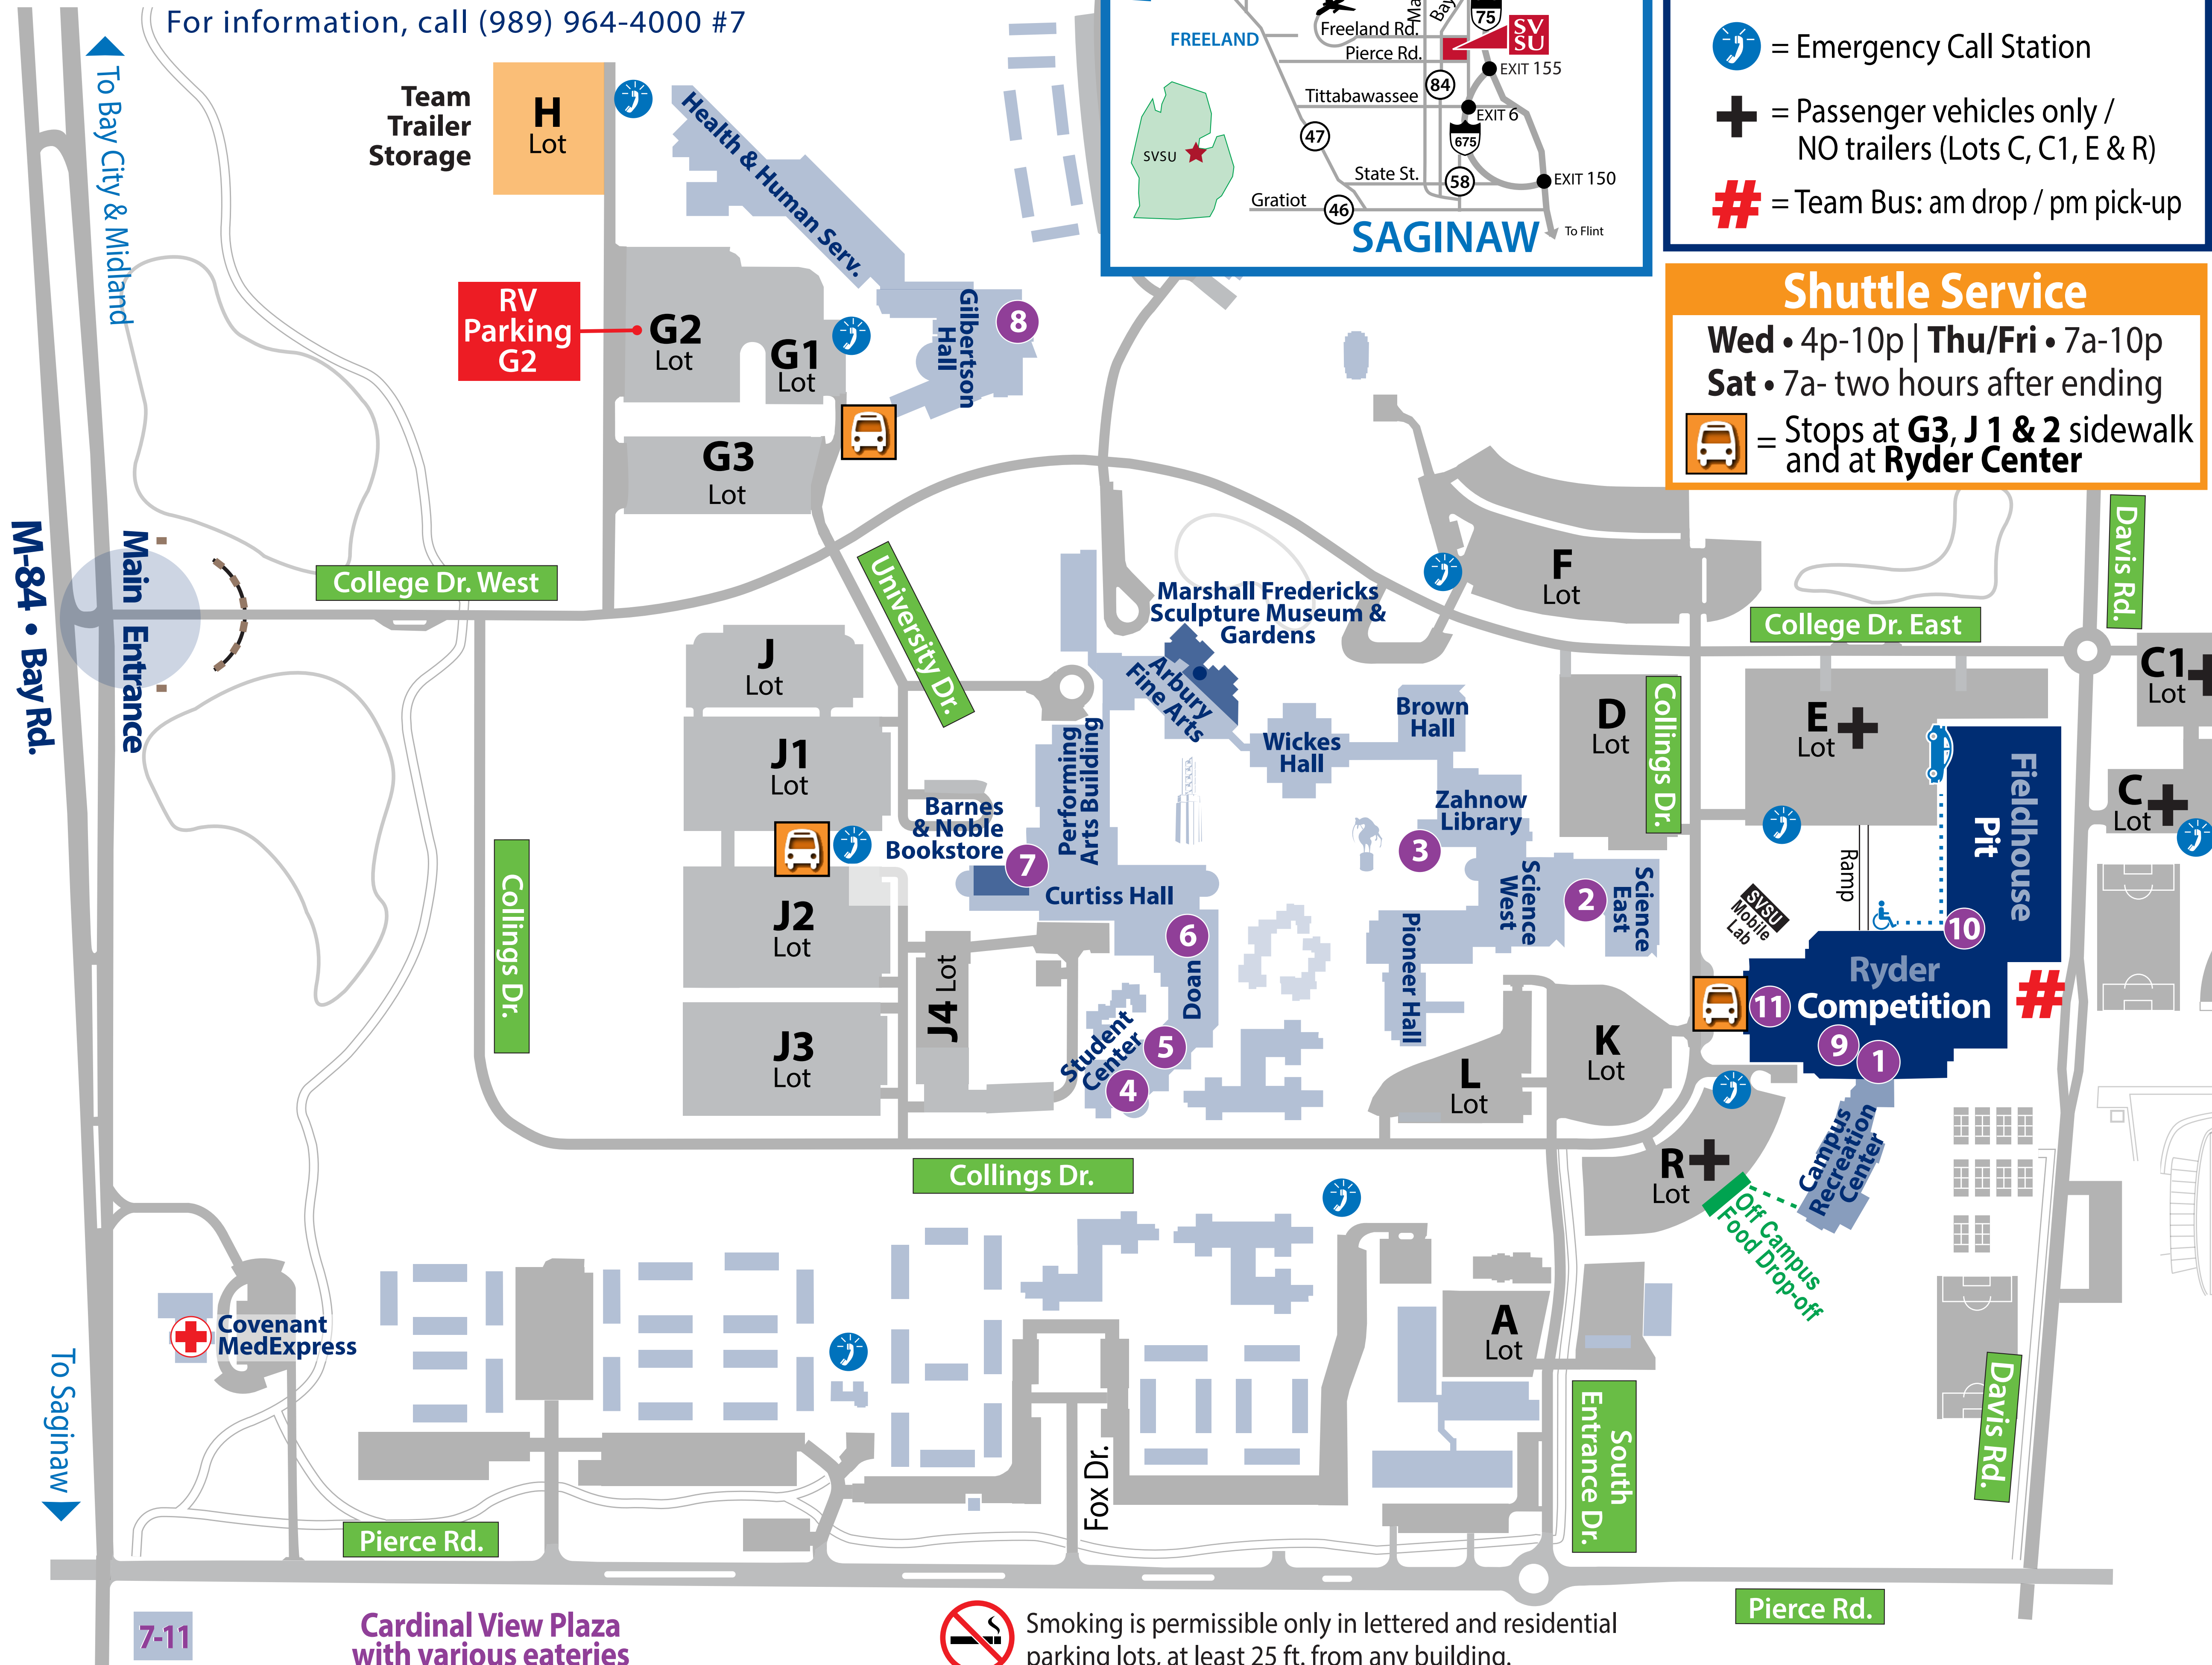 For information, call (989) 964-4000 #7
To Bay City & Midland
Team
Trailer
Storage
H
Lot
Health & Human Serv.
RV
Parking
G2
G2
Lot
G1
Lot
G3
Lot
Gilbertson
Hall
8
FREELAND
Freeland Rd.
Pierce Rd.
Tittabawassee
State St.
Gratiot
47
46
84
58
75
675
SV
SU
EXIT 155
EXIT 6
EXIT 150
To Flint
SVSU
SAGINAW
= Emergency Call Station
= Passenger vehicles only /
NO trailers (Lots C, C1, E & R)
# = Team Bus: am drop / pm pick-up
Shuttle Service
Wed • 4p-10p | Thu/Fri • 7a-10p
Sat • 7a- two hours after ending
= Stops at G3, J 1 & 2 sidewalk
and at Ryder Center
M-84 • Bay Rd.
Main Entrance
College Dr. West
University Dr.
Marshall Fredericks
Sculpture Museum &
Gardens
Arbury
Fine Arts
F
Lot
College Dr. East
Davis Rd.
C1
Lot
J
Lot
J1
Lot
Performing
Arts Building
Wickes
Hall
Brown
Hall
D
Lot
Collings Dr.
E
Lot
Fieldhouse
Pit
C
Lot
Barnes
& Noble
Bookstore
7
Curtiss Hall
Zahnow
Library
3
Science
West
2
Science
East
Ramp
SVSU
Mobile
Lab
10
Collings Dr.
J2
Lot
J4 Lot
6
Doan
Pioneer Hall
Ryder
11
Competition
#
9
1
J3
Lot
Student
Center
5
4
L
Lot
K
Lot
Collings Dr.
R
Lot
Campus
Recreation
Center
Off Campus
Food Drop-off
Covenant
MedExpress
To Saginaw
A
Lot
Fox Dr.
South
Entrance Dr.
Davis Rd.
Pierce Rd.
Pierce Rd.
7-11
Cardinal View Plaza
with various eateries
Smoking is permissible only in lettered and residential
parking lots, at least 25 ft. from any building.